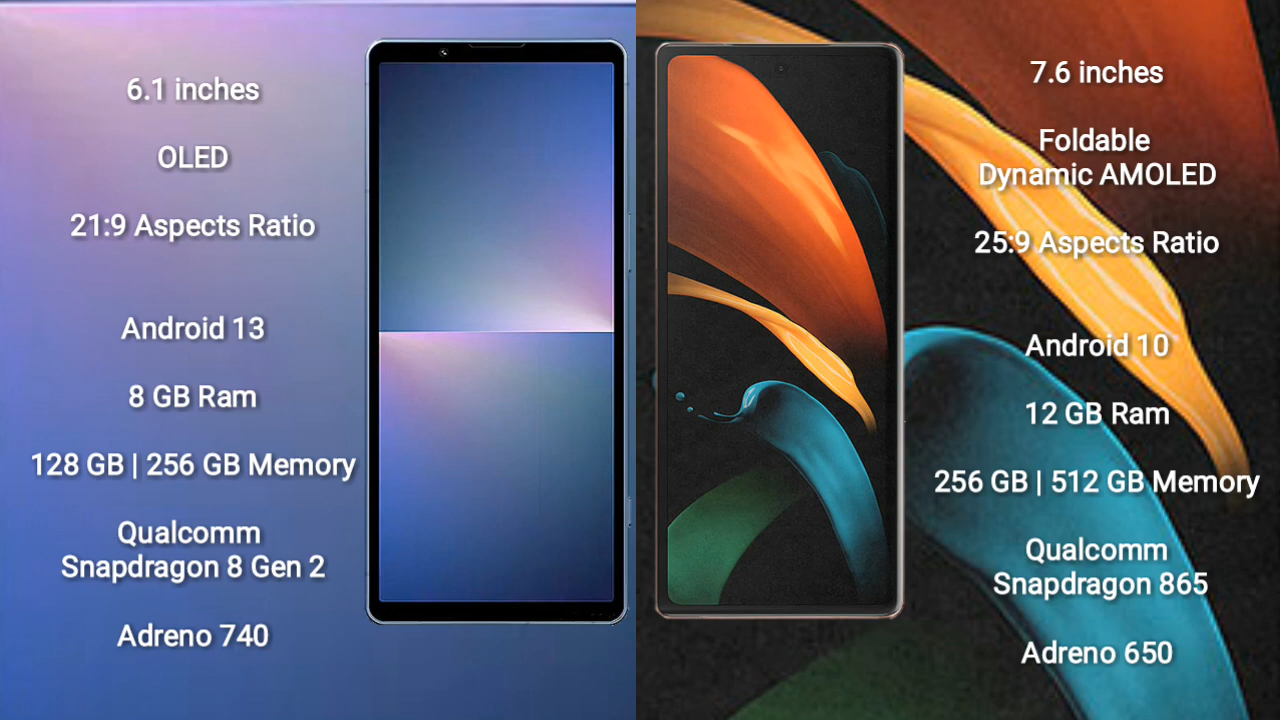 6.1 inches
OLED
21:9 Aspects Ratio
Android 13
8 GB Ram
128 GB | 256 GB Memory
Qualcomm
Snapdragon 8 Gen 2
Adreno 740
7.6 inches
Foldable
Dynamic AMOLED
25:9 Aspects Ratio
Android 10
12 GB Ram
256 GB | 512 GB Memory
Qualcomm
Snapdragon 865
Adreno 650